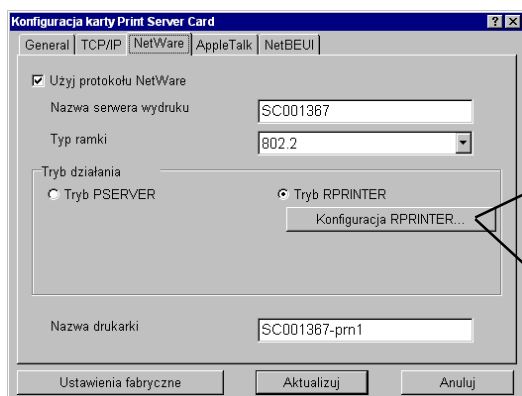 Konfiguracja karty Print Server Card
General TCP/IP NetWare AppleTalk NetBEUI
Użyj protokołu NetWare
Nazwa serwera wydruku SC001367
Typ ramki 802.2
Tryb działania
Tryb PSERVER Tryb RPRINTER
Konfiguracja RPRINTER...
Nazwa drukarki SC001367-prn1
Ustawienia fabryczne Aktualizuj Anuluj